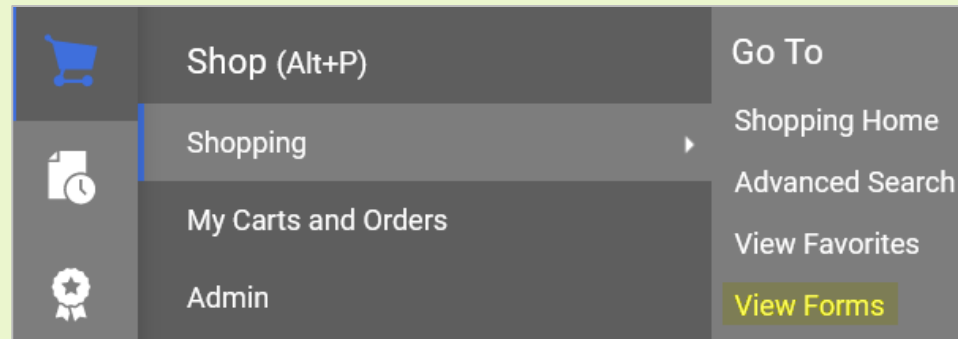 Shop (Alt+P)
Shopping
My Carts and Orders
Admin
Go To
Shopping Home
Advanced Search
View Favorites
View Forms